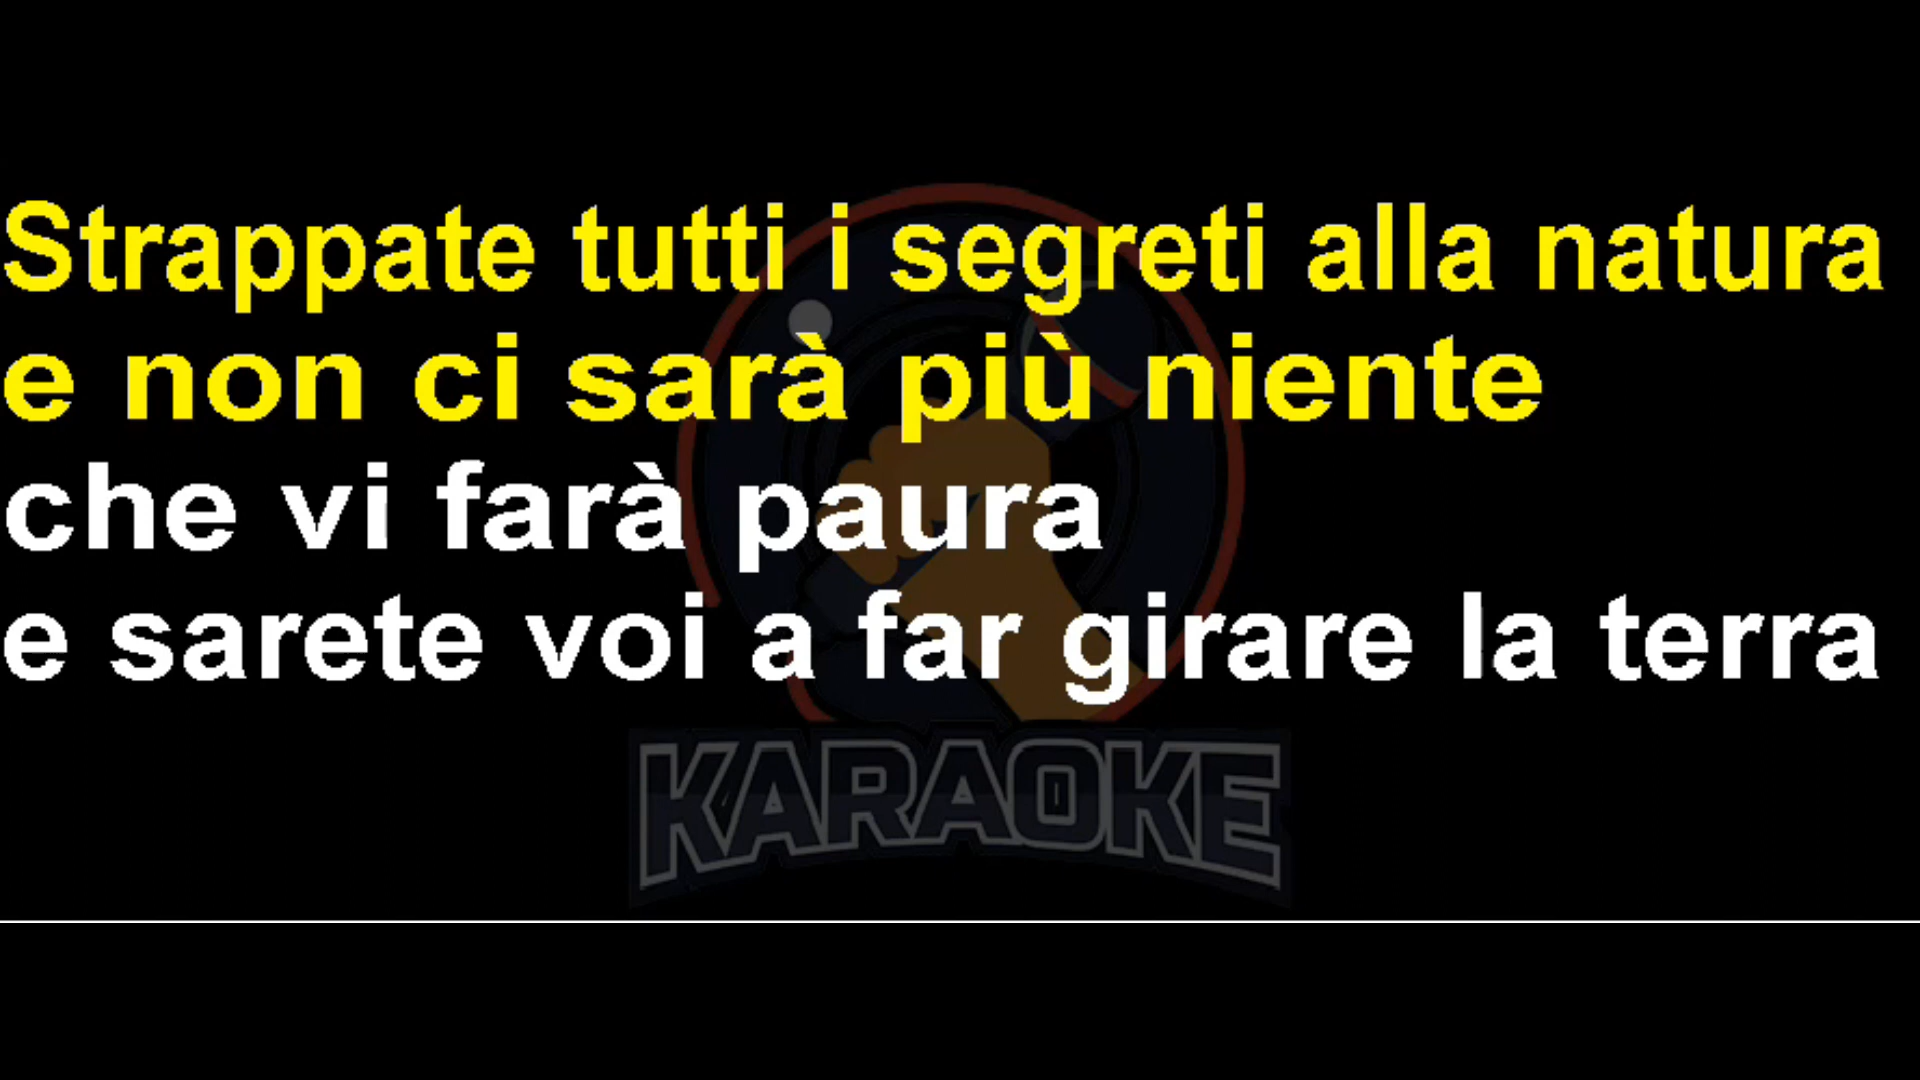 Strappate tutti i segreti alla natura
e non ci sarà più niente
che vi farà paura
e sarete voi a far girare la terra
KARAOKE